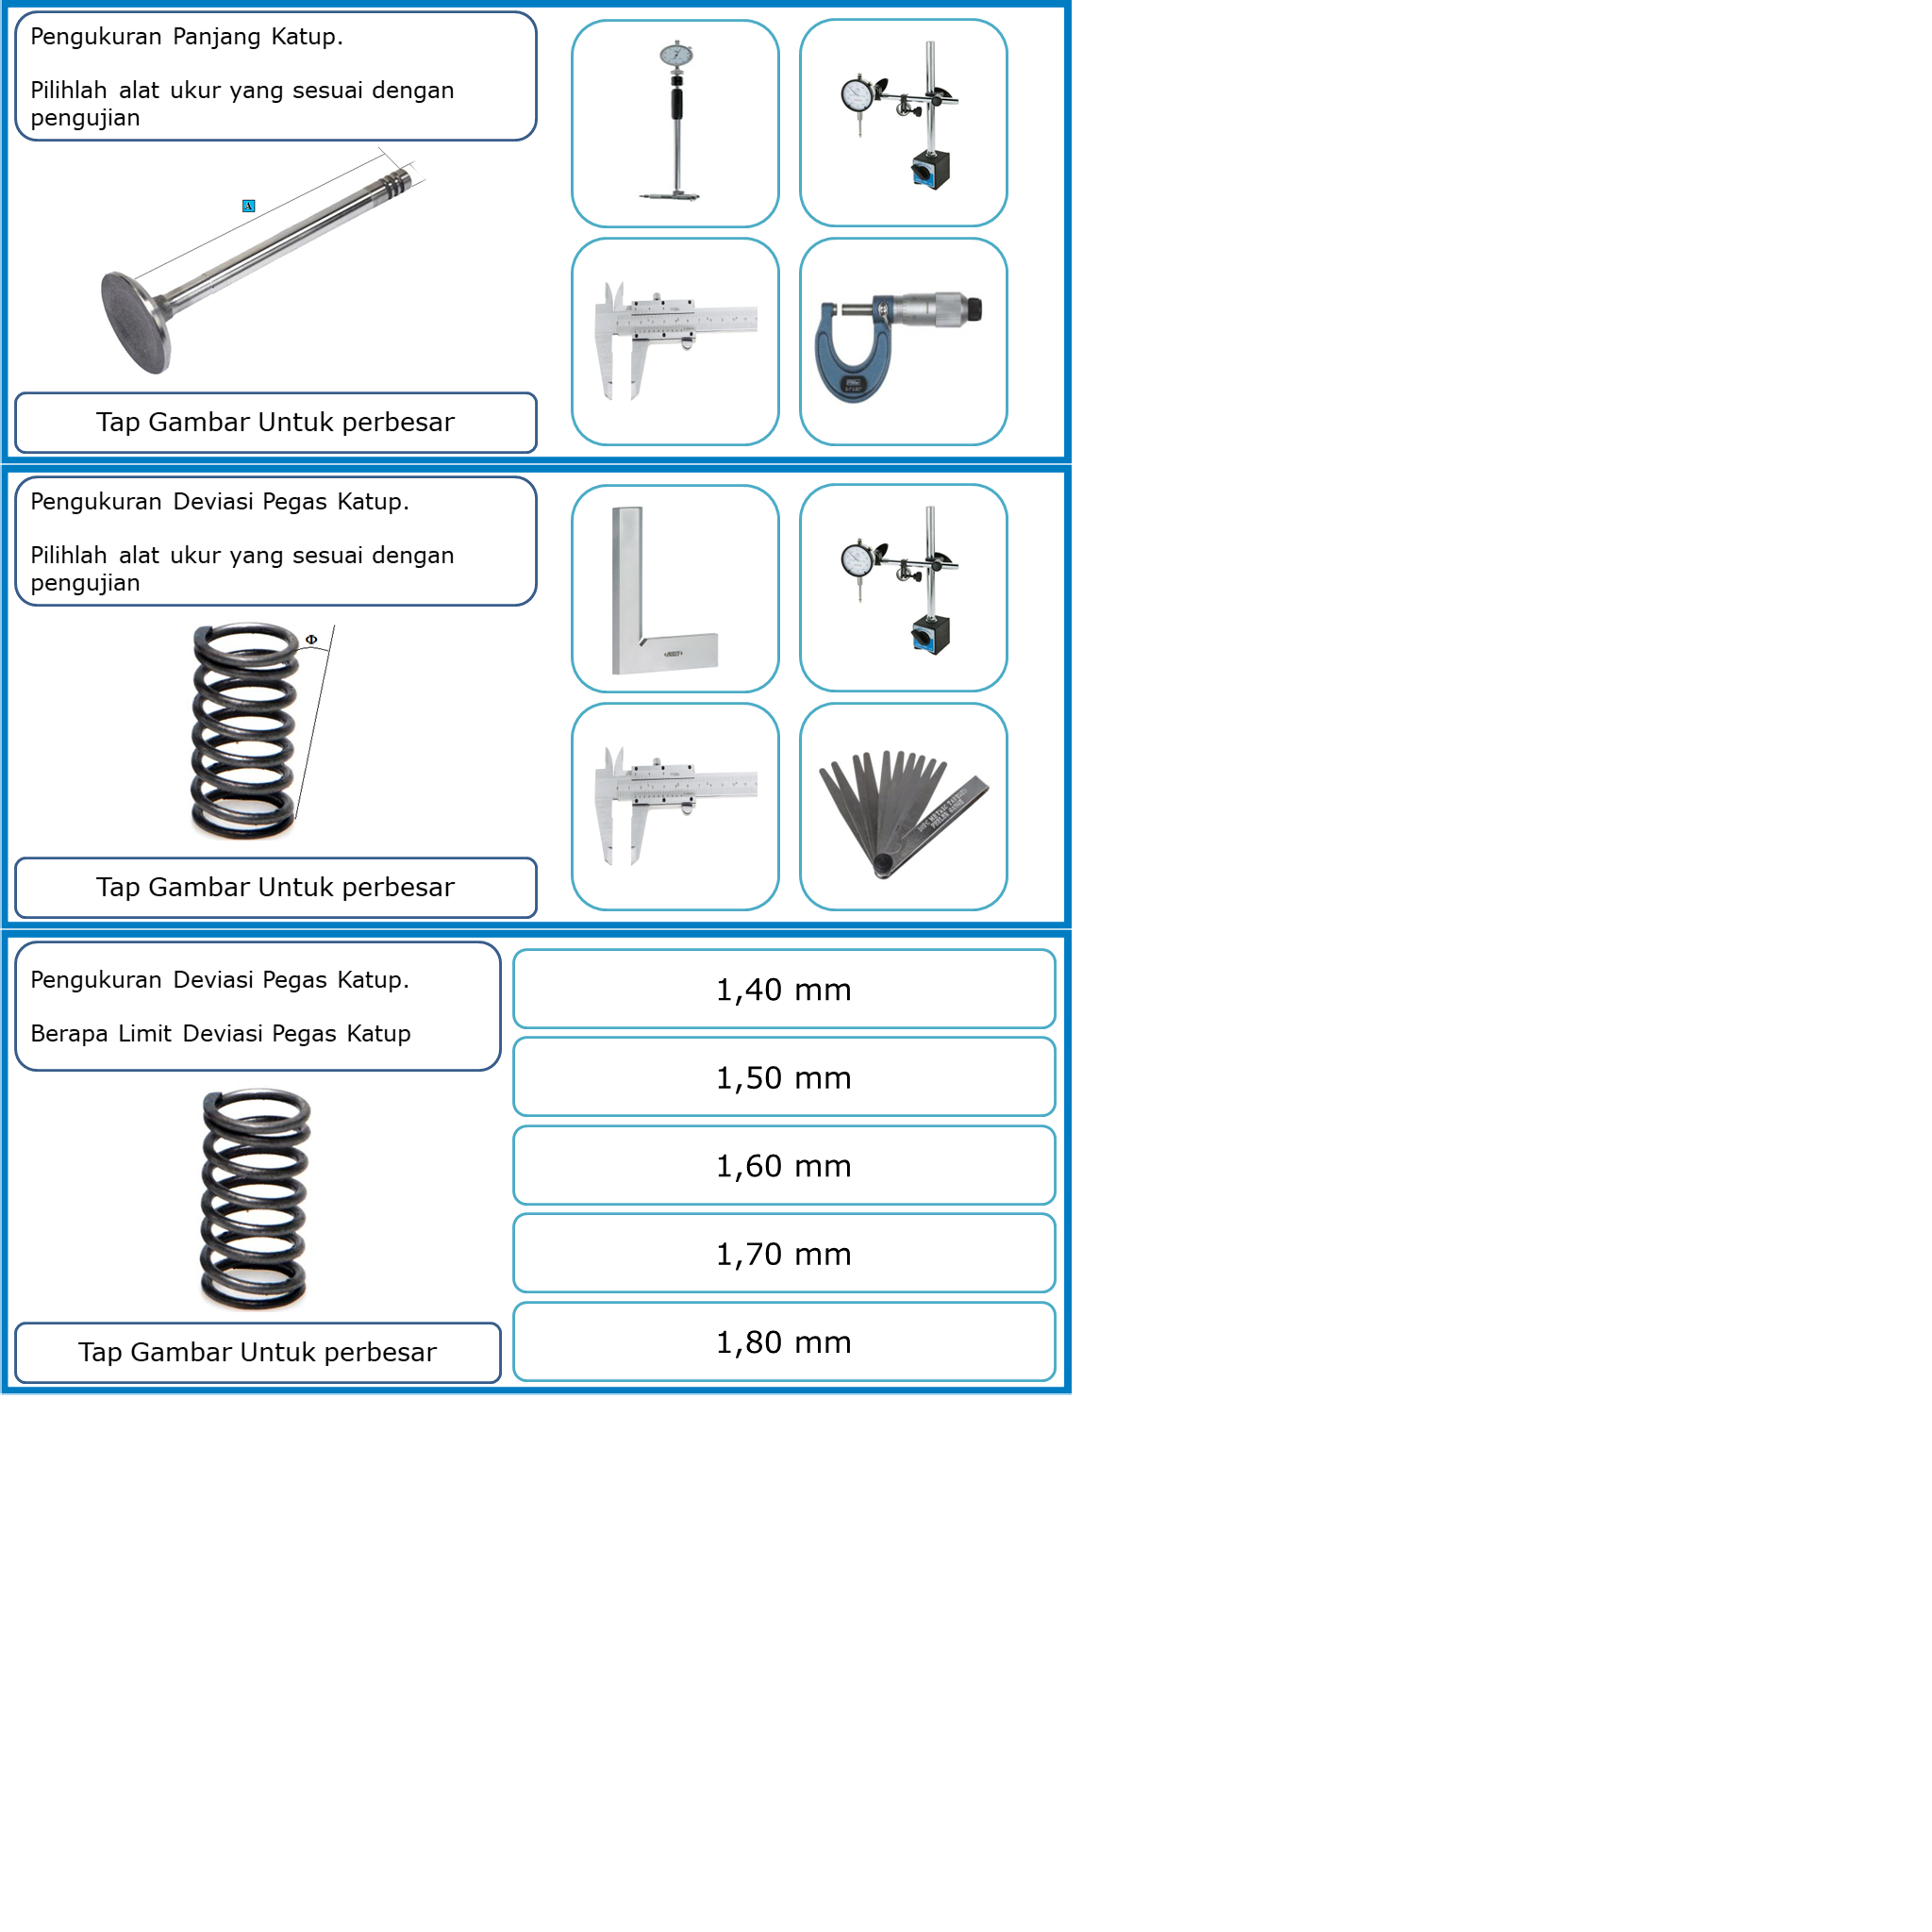 Pengukuran Panjang Katup.
Pilihlah alat ukur yang sesuai dengan
pengujian
A
Tap Gambar Untuk perbesar
Pengukuran Deviasi Pegas Katup.
Pilihlah alat ukur yang sesuai dengan
pengujian
Φ
Tap Gambar Untuk perbesar
Pengukuran Deviasi Pegas Katup.
Berapa Limit Deviasi Pegas Katup
Tap Gambar Untuk perbesar
1,40 mm
1,50 mm
1,60 mm
1,70 mm
1,80 mm